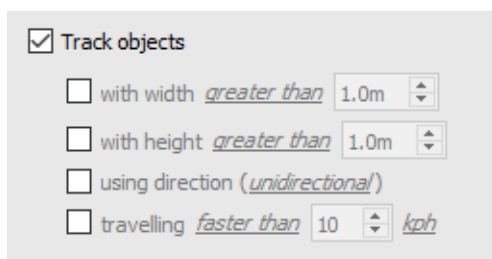 Track objects
with width greater than 1.0m
with height greater than 1.0m
using direction (unidirectional)
travelling faster than 10 kph